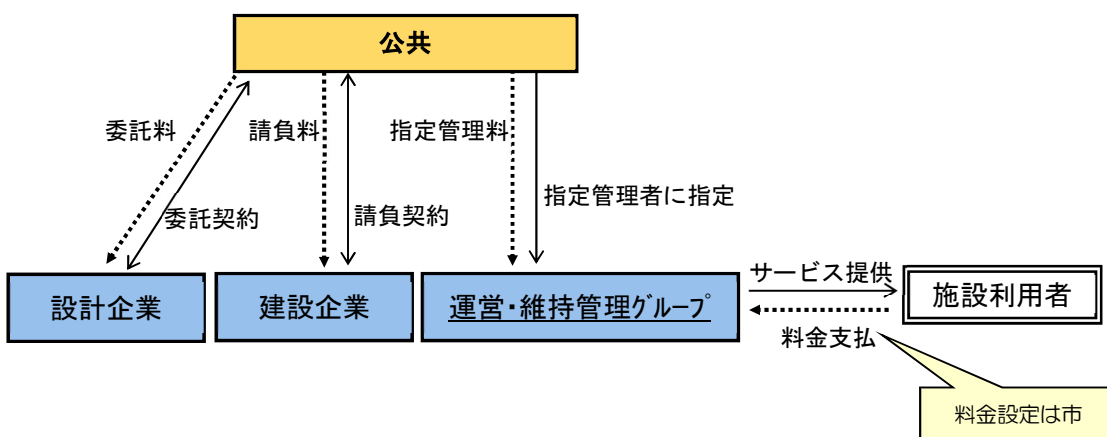 公共
委託料
請負料
指定管理料
指定管理者に指定
委託契約
請負契約
サービス提供
設計企業
建設企業
運営・維持管理グループ
施設利用者
料金支払
料金設定は市